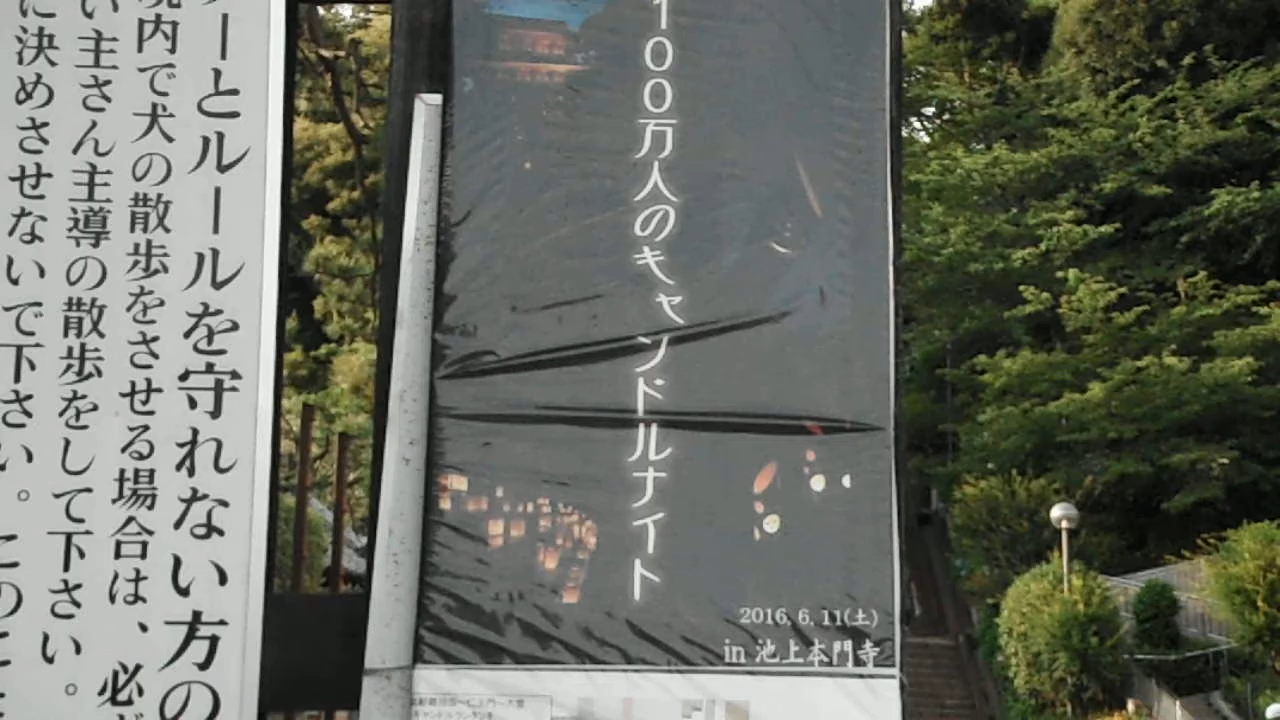 ーとルールを守れない方の
境内で犬の散歩をさせる場合は、必
い主さん主導の散歩をして下さい。
に決めさせないで下さい。このこ
100万人のキャンドルナイト
2016. 6. 11(土)
in 池上本門寺